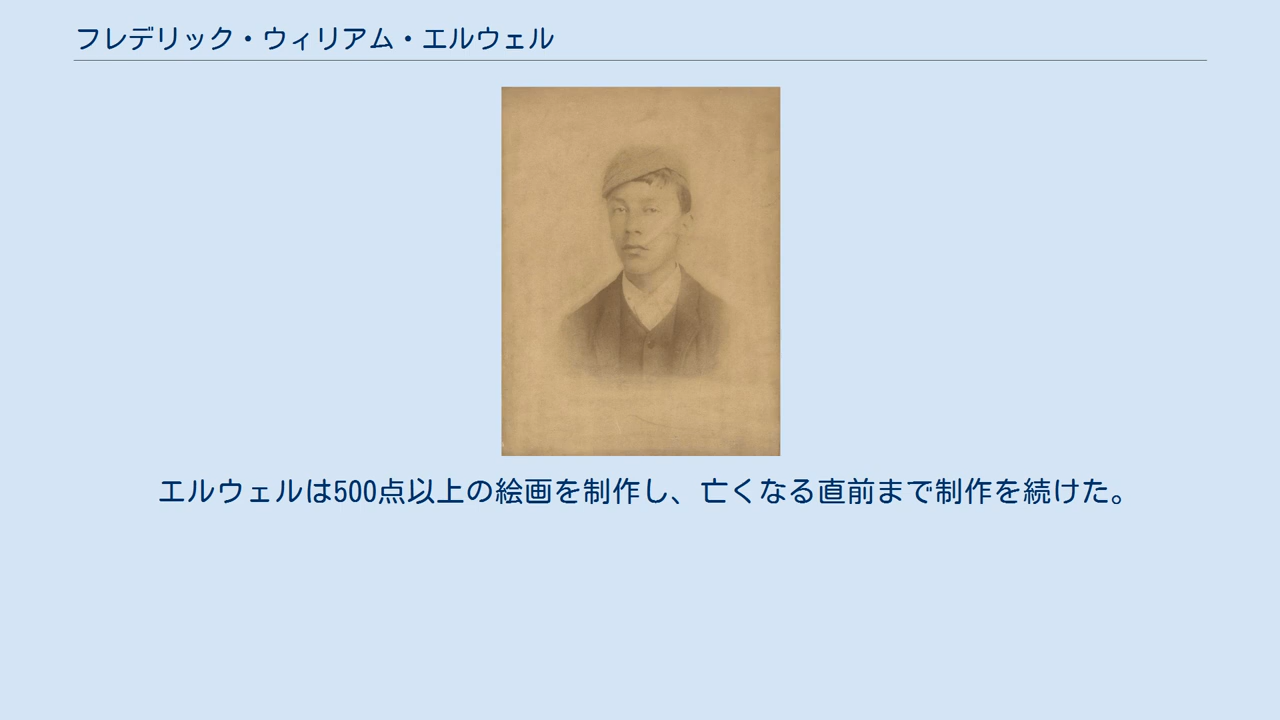 フレデリック・ウィリアム・エルウェル
エルウェルは500点以上の絵画を制作し、亡くなる直前まで制作を続けた。